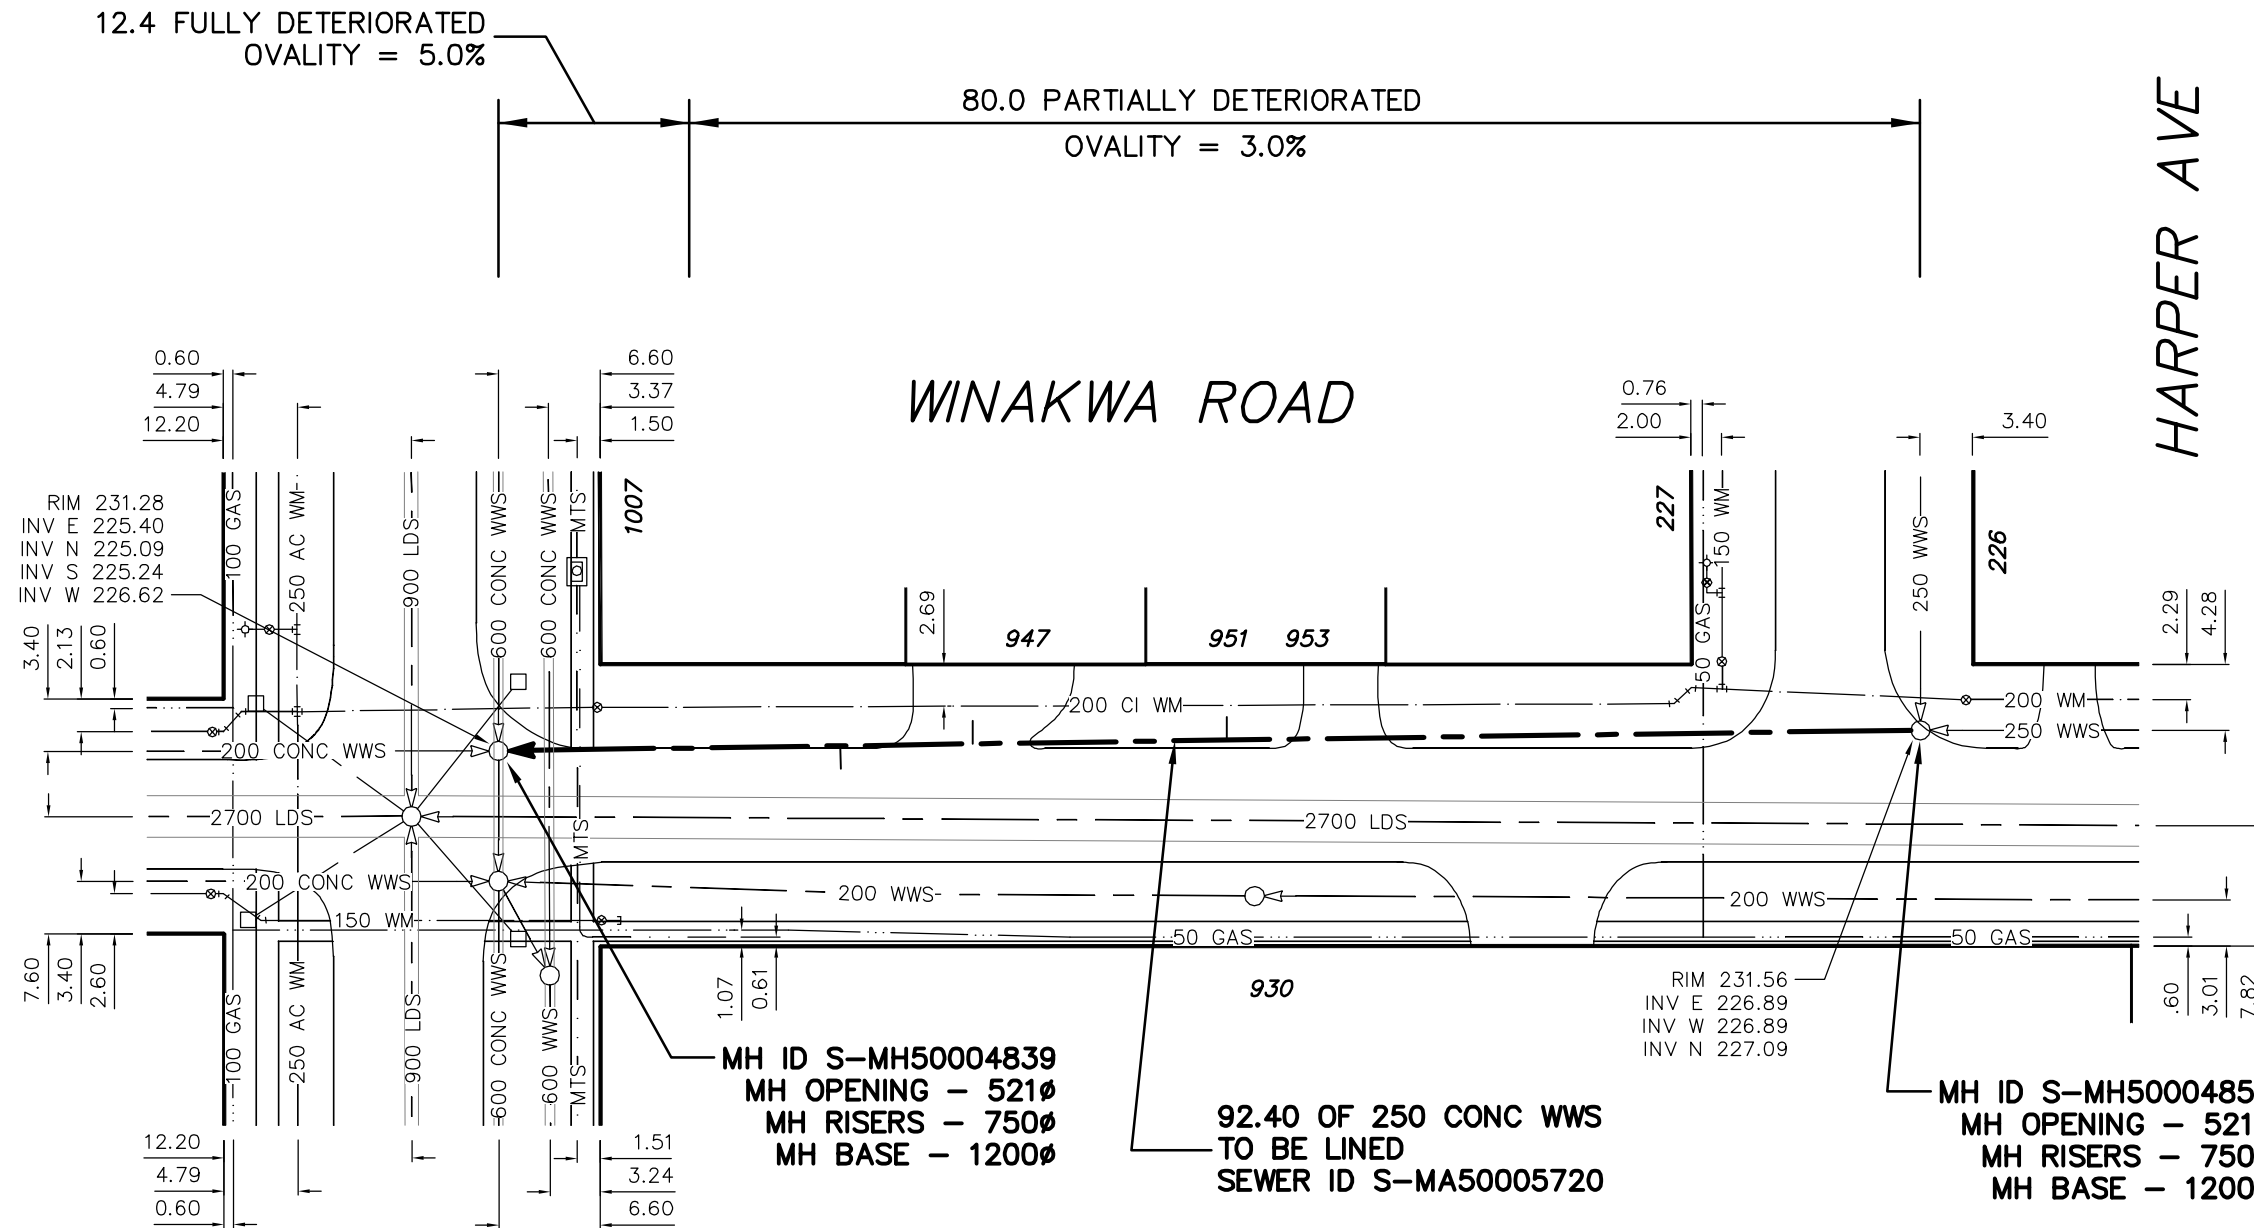 12.4 FULLY DETERIORATED
OVALITY = 5.0%
80.0 PARTIALLY DETERIORATED
OVALITY = 3.0%
HARPER AVE
WINAKWA ROAD
0.60
4.79
12.20
6.60
3.37
1.50
0.76
2.00
3.40
RIM 231.28
INV E 225.40
INV N 225.09
INV S 225.24
INV W 226.62
100 GAS
250 AC WM
900 LDS
600 CONC WWS
600 CONC WWS
MTS
1007
227
150 WM
50 GAS
250 WWS
226
3.40
2.13
0.60
2.69
947
951
953
2.29
4.28
200 CI WM
200 WM
250 WWS
200 CONC WWS
2700 LDS
2700 LDS
MTS
200 CONC WWS
200 WWS
200 WWS
150 WM
50 GAS
50 GAS
7.60
3.40
2.60
100 GAS
250 AC WM
900 LDS
600 CONC WWS
600 WWS
MTS
1.07
0.61
930
RIM 231.56
INV E 226.89
INV W 226.89
INV N 227.09
.60
3.01
7.82
MH ID S-MH50004839
MH OPENING - 521ø
MH RISERS - 750ø
MH BASE - 1200ø
92.40 OF 250 CONC WWS
TO BE LINED
SEWER ID S-MA50005720
MH ID S-MH5000485
MH OPENING - 521
MH RISERS - 750
MH BASE - 1200
12.20
4.79
0.60
1.51
3.24
6.60